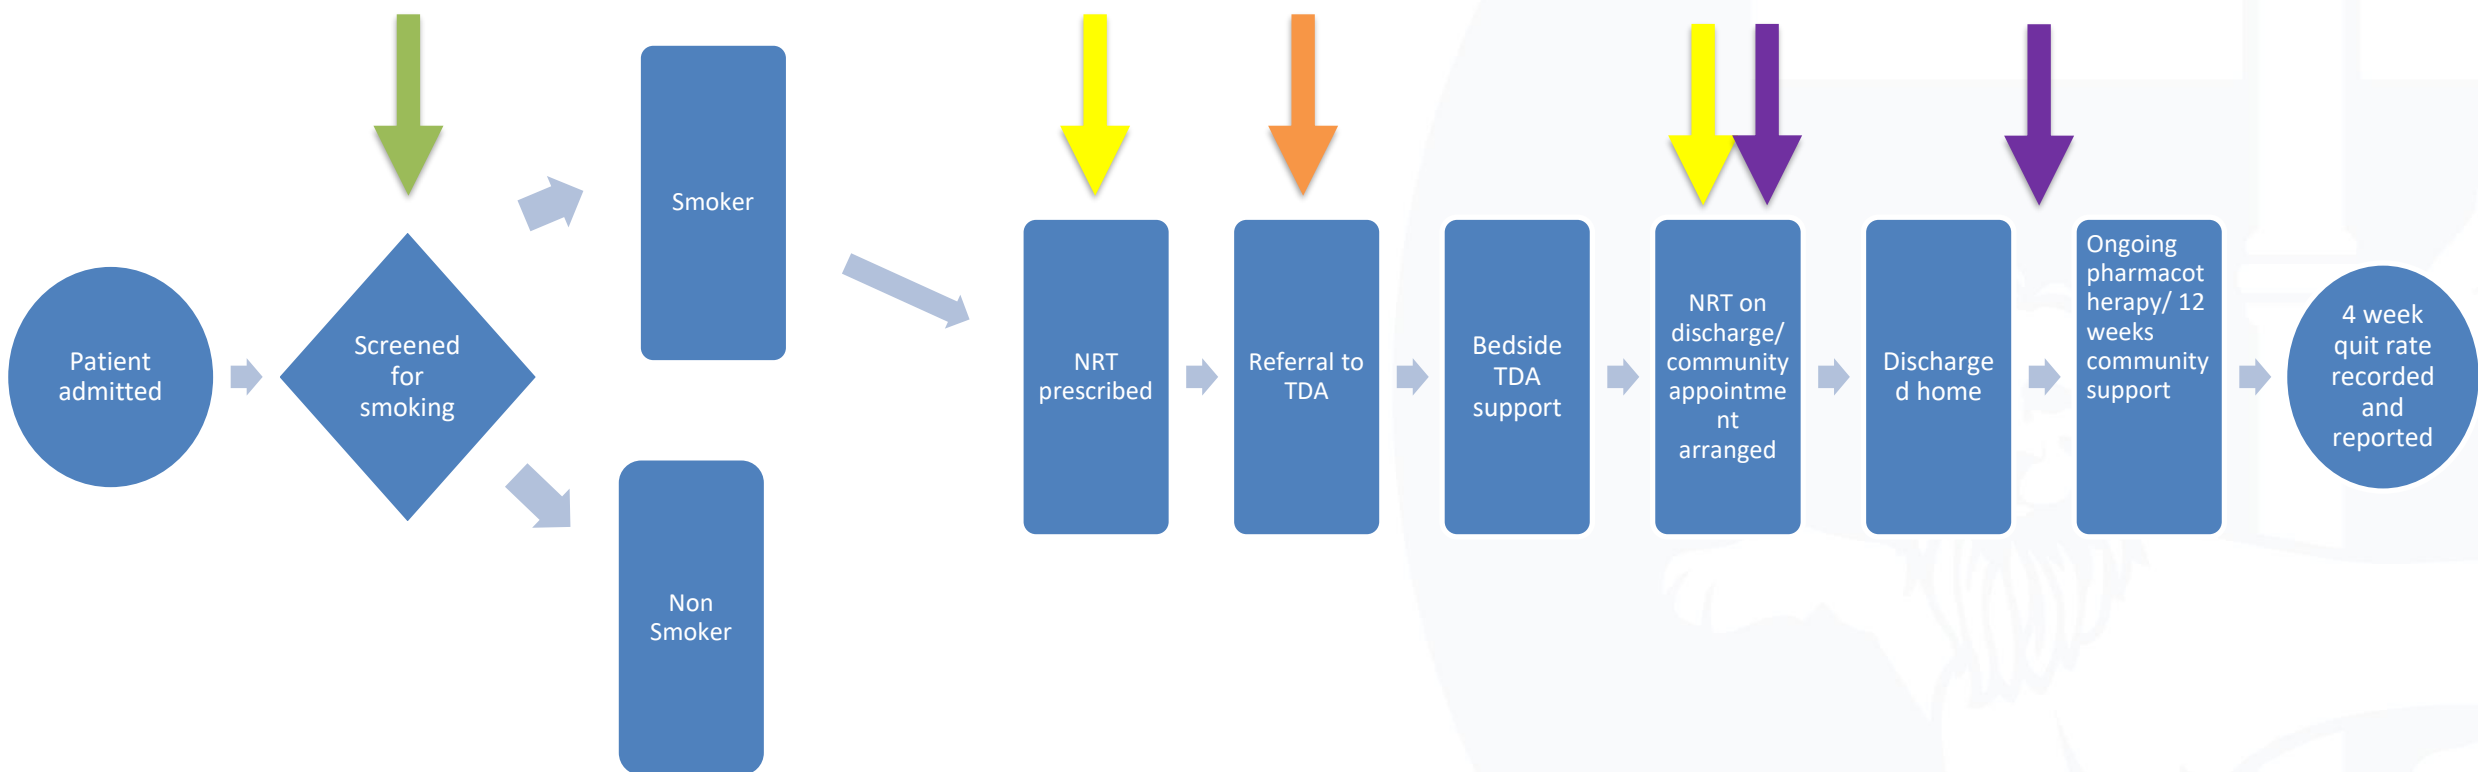 Patient
admitted
Screened
for
smoking
Smoker
Non
Smoker
NRT
prescribed
Referral to
TDA
Bedside
TDA
support
NRT on
discharge/
community
appointme
nt
arranged
Discharge
d home
Ongoing
pharmacot
herapy/ 12
weeks
community
support
4 week
quit rate
recorded
and
reported